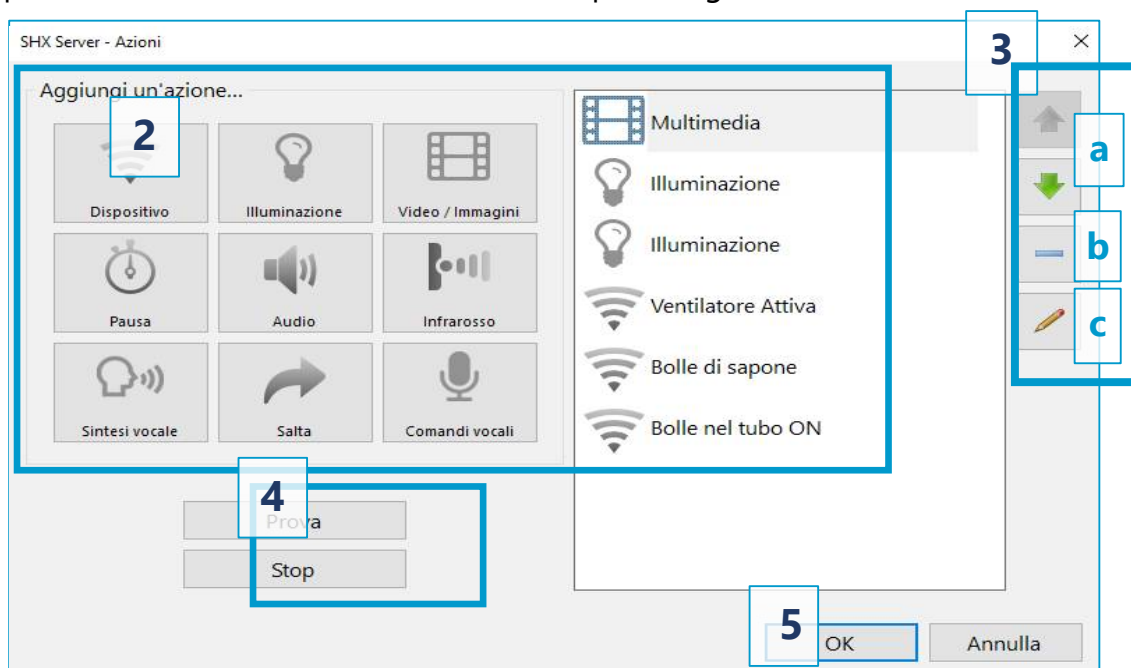 SHX Server - Azioni
3
Aggiungi un'azione...
2
Dispositivo
Illuminazione
Video / Immagini
Pausa
Audio
Infrarosso
Sintesi vocale
Salta
Comandi vocali
Multimedia
Illuminazione
Illuminazione
Ventilatore Attiva
Bolle di sapone
Bolle nel tubo ON
a
b
c
4
Prova
Stop
5
OK
Annulla